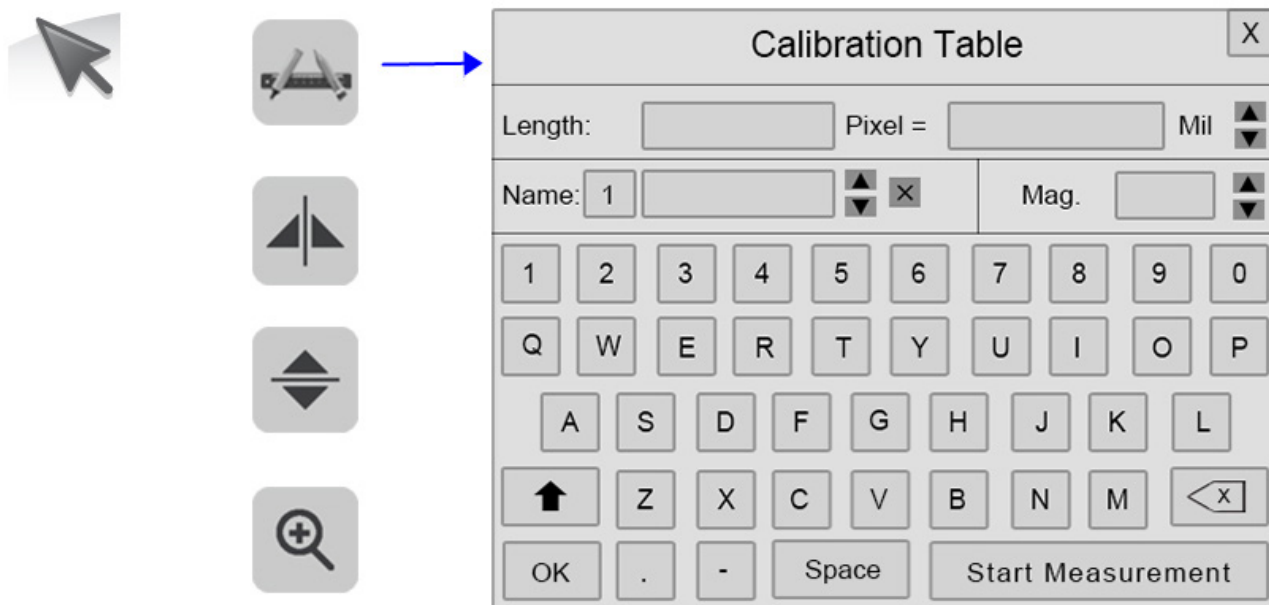 Calibration Table X
Length: Pixel = Mil
Name: 1 X Mag.
1 2 3 4 5 6 7 8 9 0
Q W E R T Y U I O P
A S D F G H J K L
Z X C V B N M X
OK . - Space Start Measurement